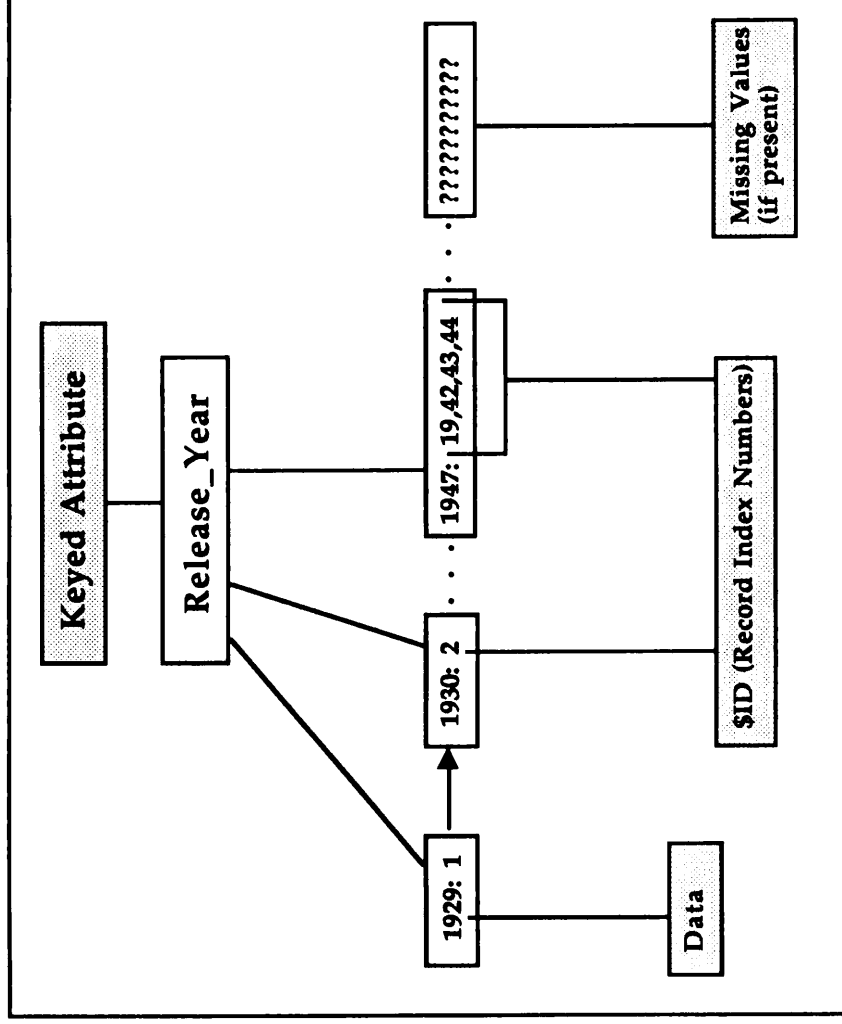 Keyed Attribute
Release_Year
1929: 1
1930: 2
. . .
1947: 19,42,43,44
. . .
???????????
Data
$ID (Record Index Numbers)
Missing Values
(if present)